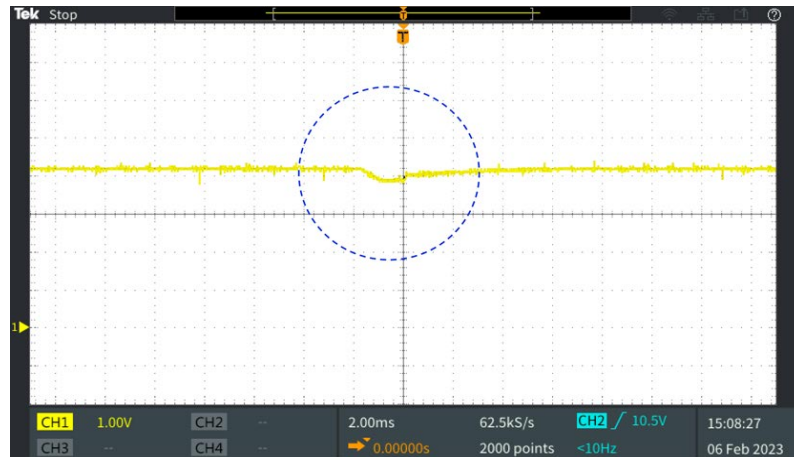 Tek Stop
T
T
1
CH1 1.00V CH2 -- 2.00ms 62.5kS/s CH2 10.5V 15:08:27
CH3 -- CH4 -- 0.00000s 2000 points <10Hz 06 Feb 2023